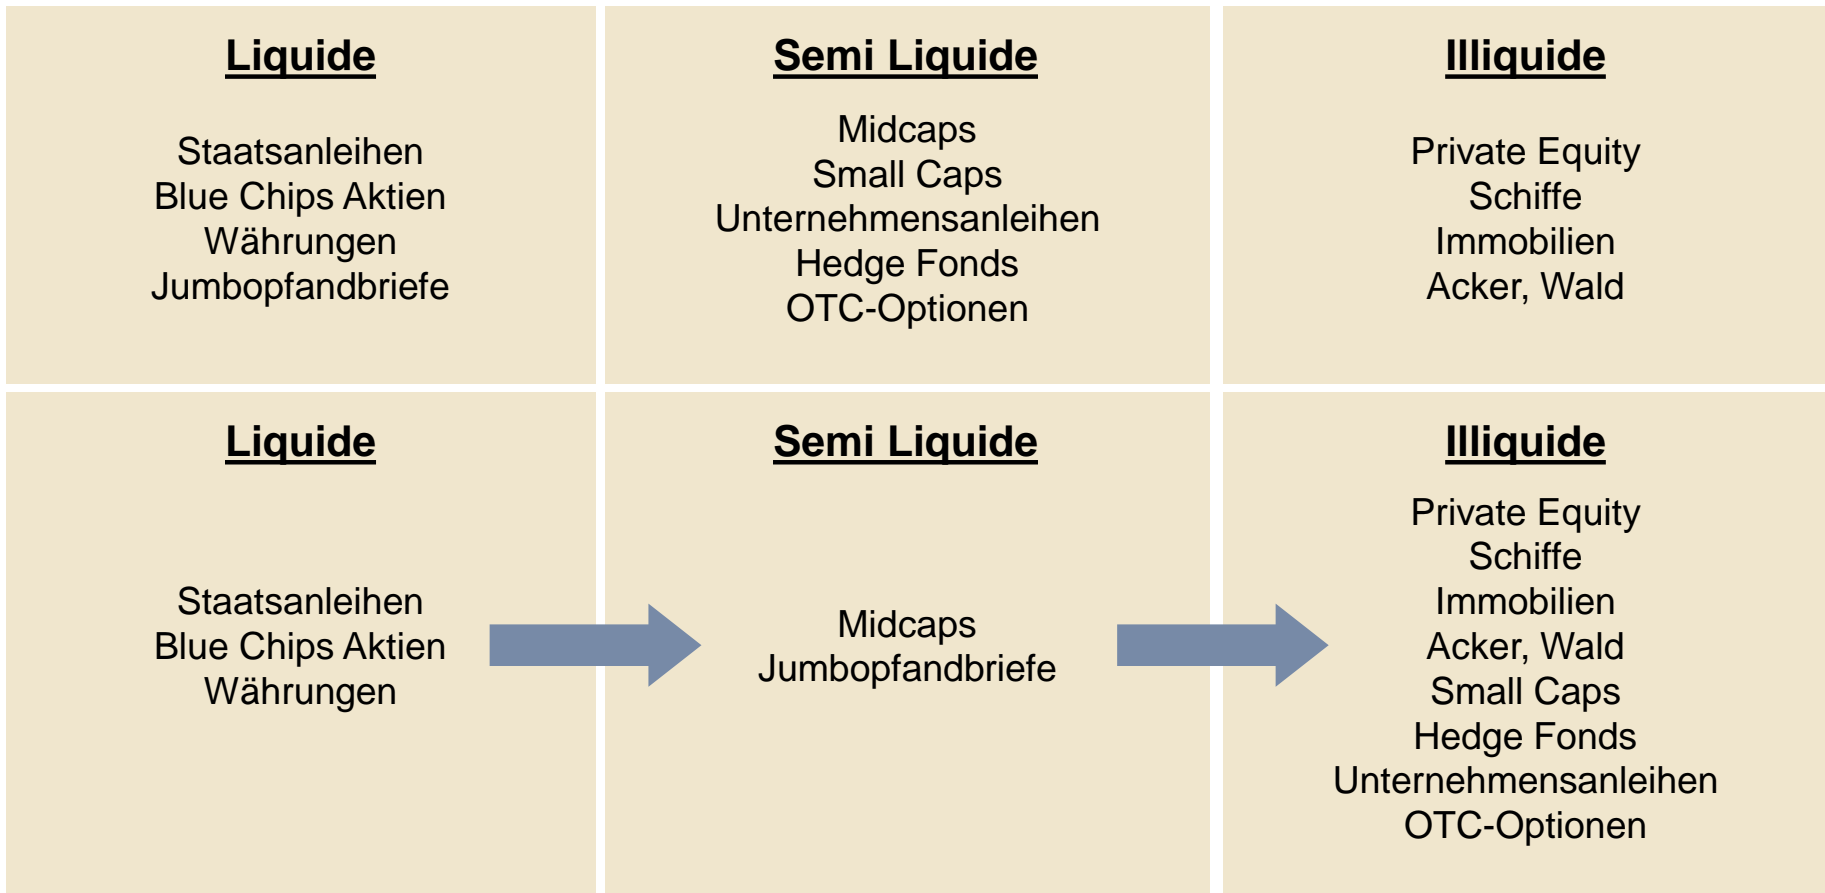 Liquide
Staatsanleihen
Blue Chips Aktien
Währungen
Jumbopfandbriefe
Semi Liquide
Midcaps
Small Caps
Unternehmensanleihen
Hedge Fonds
OTC-Optionen
Illiquide
Private Equity
Schiffe
Immobilien
Acker, Wald
Liquide
Staatsanleihen
Blue Chips Aktien
Währungen
Semi Liquide
Midcaps
Jumbopfandbriefe
Illiquide
Private Equity
Schiffe
Immobilien
Acker, Wald
Small Caps
Hedge Fonds
Unternehmensanleihen
OTC-Optionen